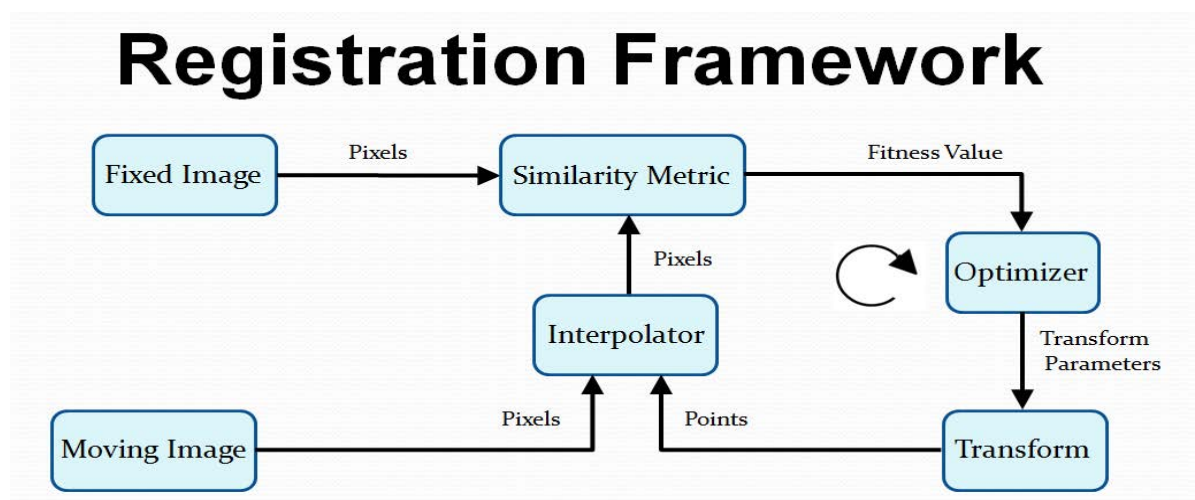 Registration Framework
Fixed Image
Pixels
Similarity Metric
Fitness Value
Pixels
Optimizer
Interpolator
Transform
Parameters
Moving Image
Pixels
Points
Transform